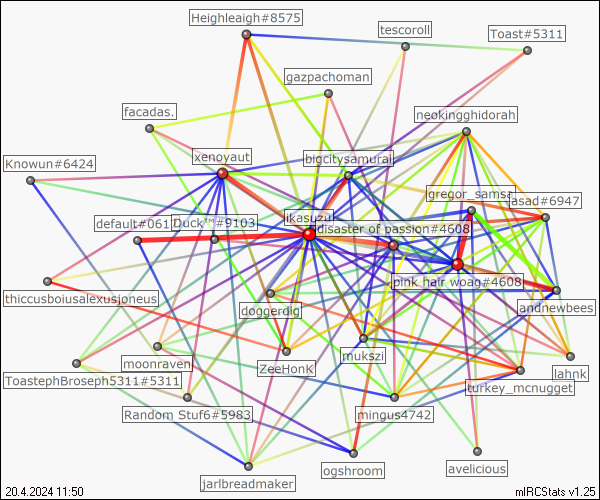 Heighleaigh#8575
tescoroll
Toast#5311
gazpachoman
facadas.
neokingghidorah
xenoyaut
bigcitysamurai
Knowun#6424
gregor_samsa
asad#6947
likasuzu
default#061
Duck™#9103
disaster of passion#4608
pink hair woag#4608
thiccusboiusalexusjoneus
doggerdig
andnewbees
moonraven
ZeeHonk
mukszi
lahnk
ToastephBroseph5311#5311
turkey_mcnugget
Random Stuf6#5983
mingus4742
jarlbreadmaker
ogshroom
avelicious
20.4.2024 11:50
mIRCStats v1.25